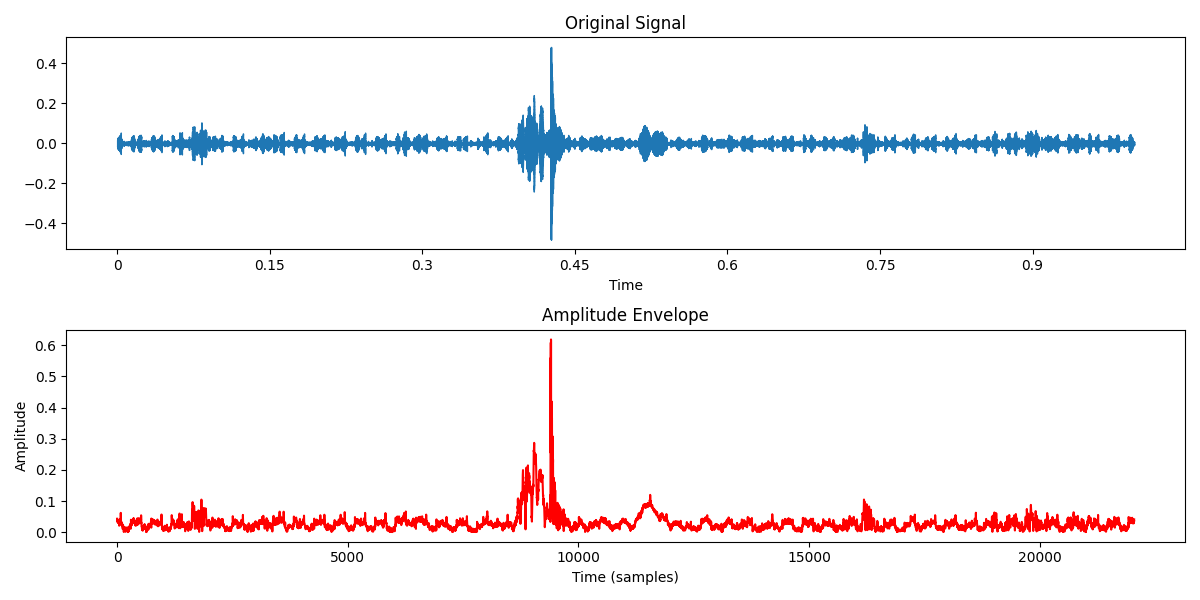 Original Signal
0.4
0.2
0.0
−0.2
−0.4
0 0.15 0.3 0.45 0.6 0.75 0.9
Time
Amplitude Envelope
Amplitude
0.6
0.5
0.4
0.3
0.2
0.1
0.0
0 5000 10000 15000 20000
Time (samples)